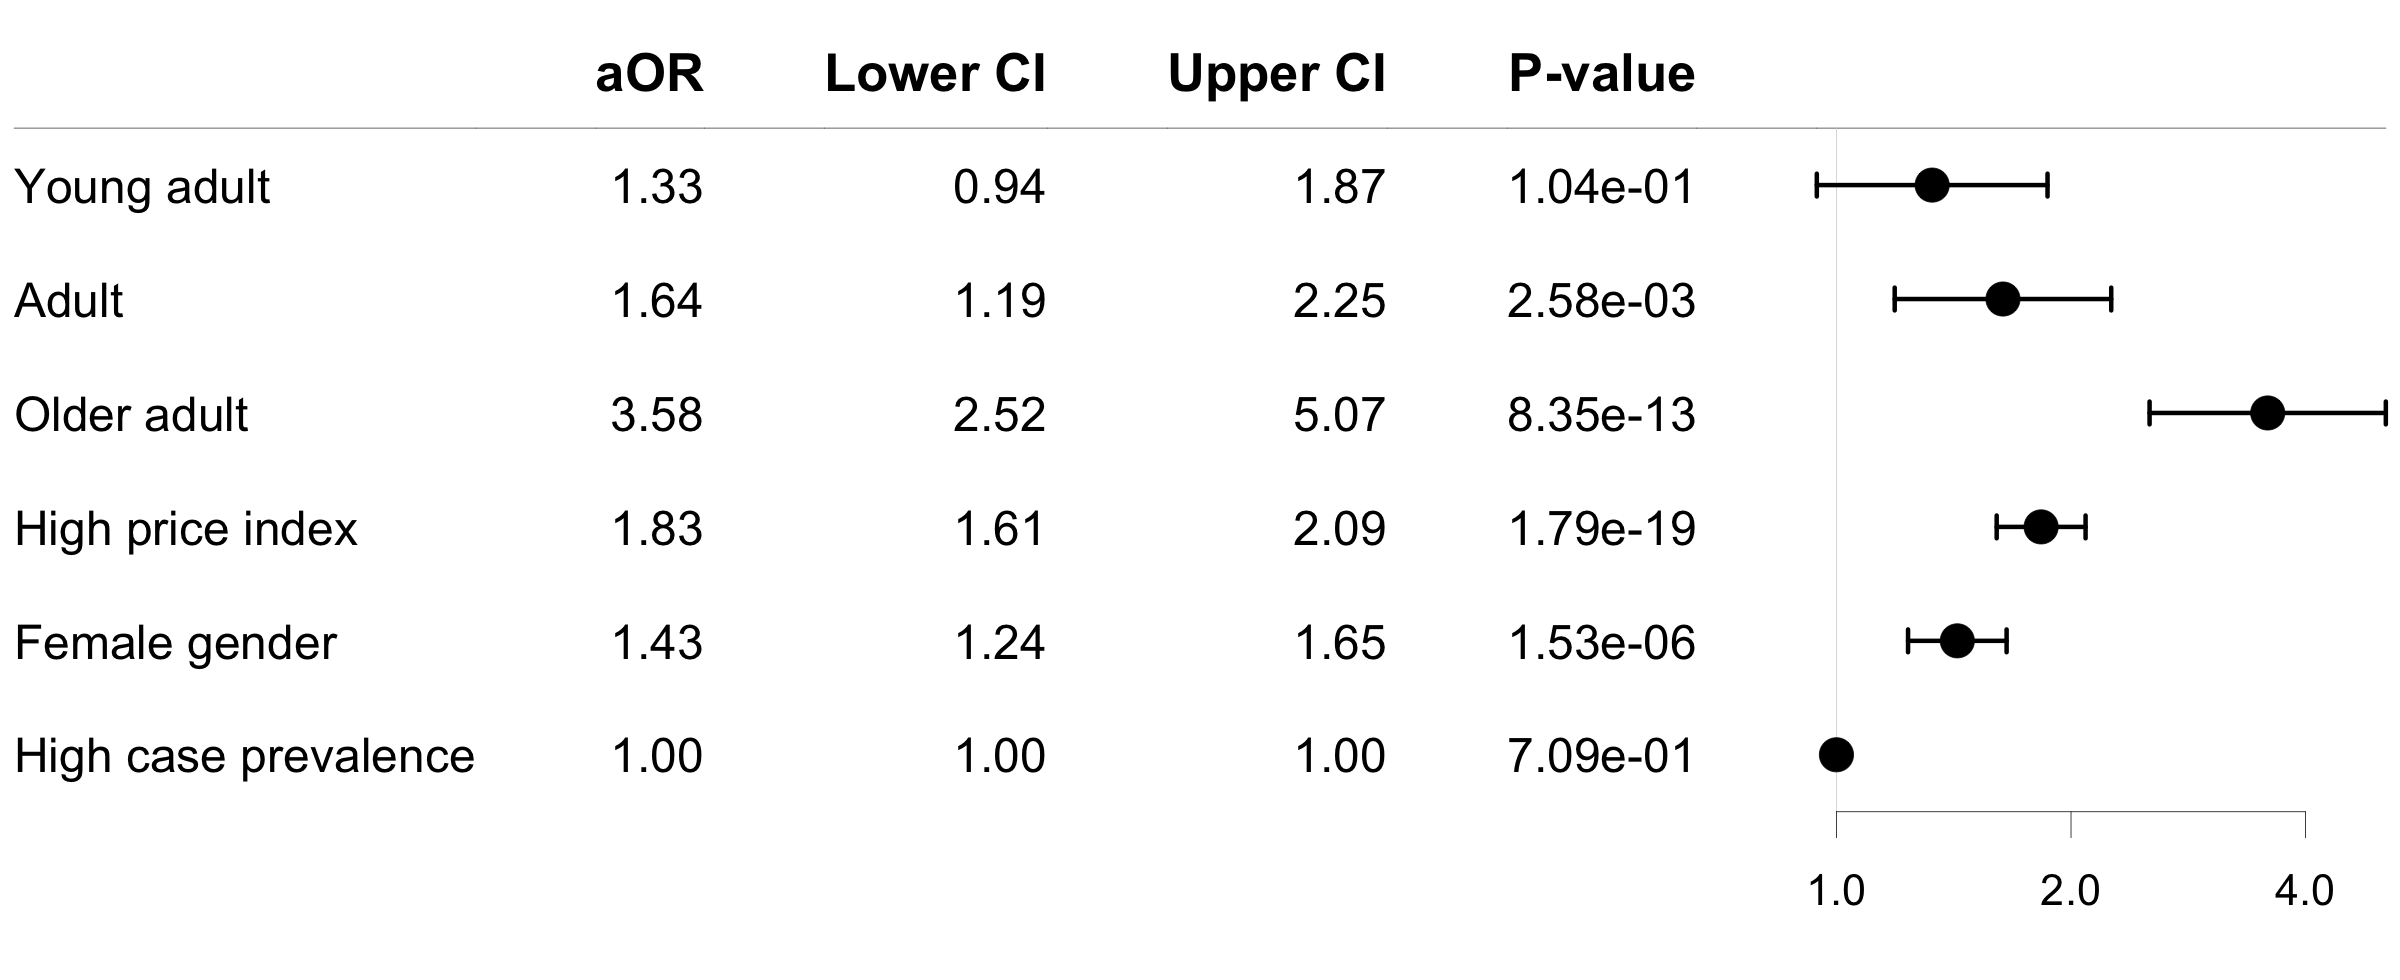 aOR Lower CI Upper CI P-value
Young adult 1.33 0.94 1.87 1.04e-01
Adult 1.64 1.19 2.25 2.58e-03
Older adult 3.58 2.52 5.07 8.35e-13
High price index 1.83 1.61 2.09 1.79e-19
Female gender 1.43 1.24 1.65 1.53e-06
High case prevalence 1.00 1.00 1.00 7.09e-01
1.0 2.0 4.0